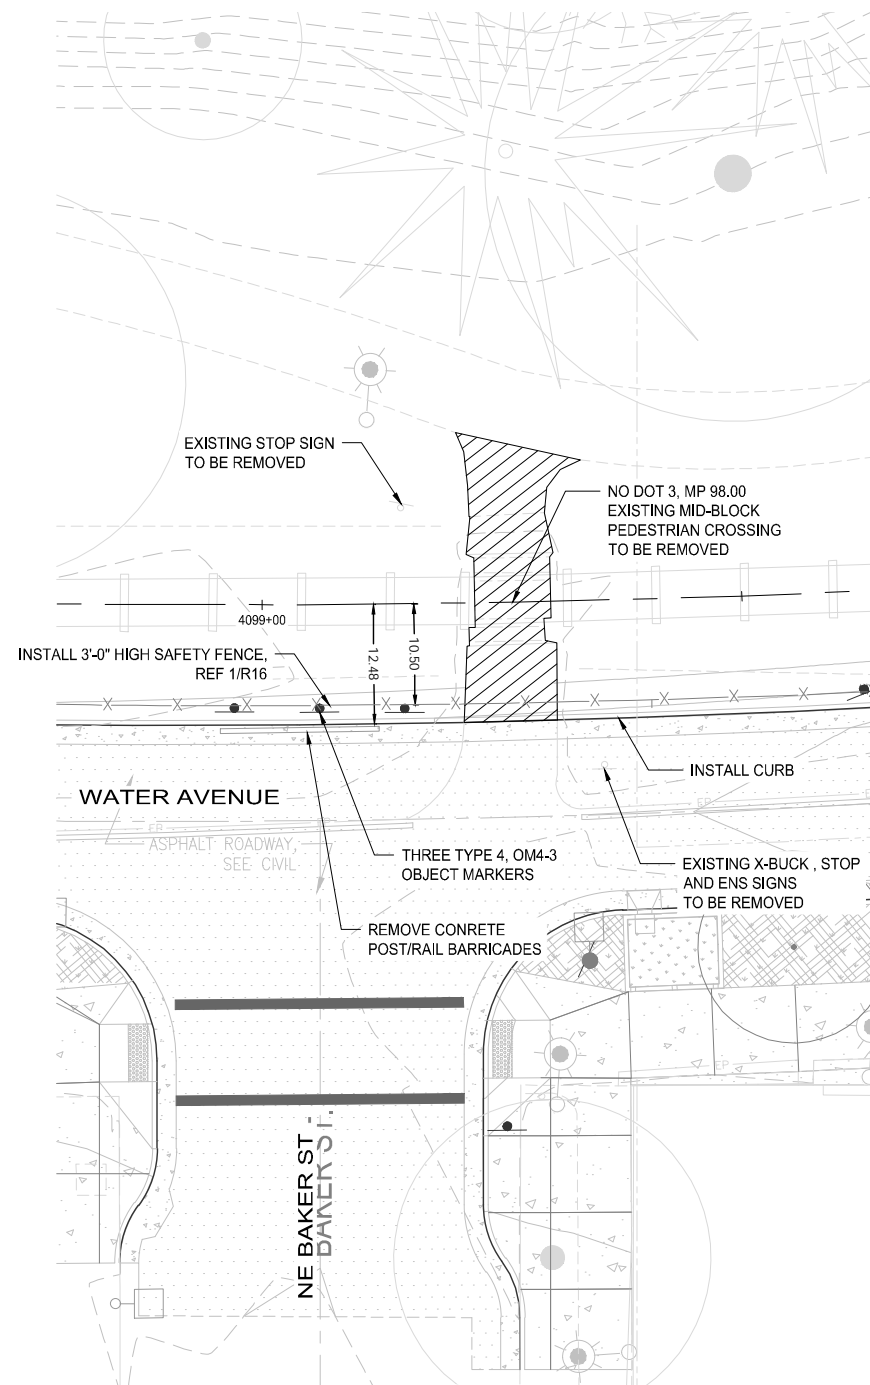 EXISTING STOP SIGN
TO BE REMOVED
NO DOT 3, MP 98.00
EXISTING MID-BLOCK
PEDESTRIAN CROSSING
TO BE REMOVED
4099+00
12.48
10.50
INSTALL 3'-0" HIGH SAFETY FENCE,
REF 1/R16
X X X X X X X X X X X
INSTALL CURB
WATER AVENUE
EP
EP
ASPHALT ROADWAY,
SEE CIVIL
THREE TYPE 4, OM4-3
OBJECT MARKERS
EXISTING X-BUCK , STOP
AND ENS SIGNS
TO BE REMOVED
REMOVE CONRETE
POST/RAIL BARRICADES
EP
NE BAKER ST
BAKER ST.